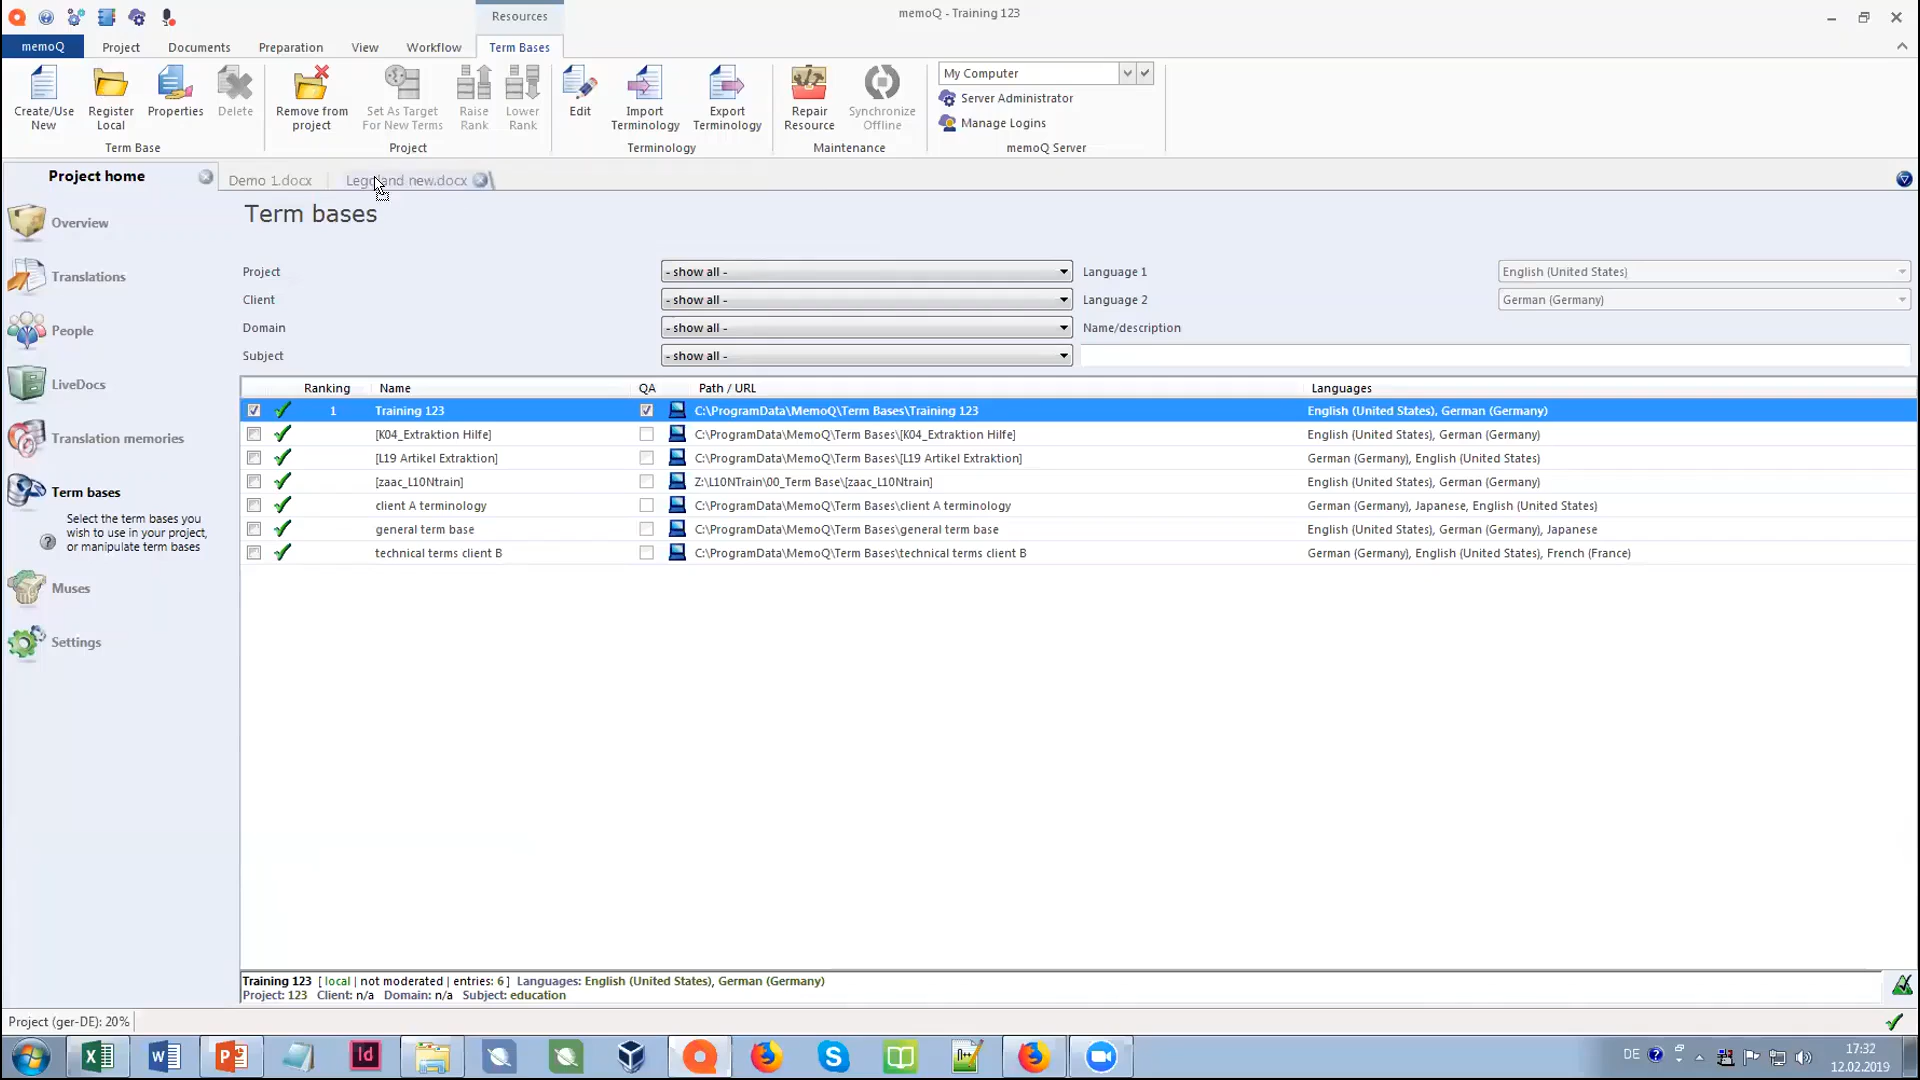 Resources
memoQ - Training 123
memoQ
Project
Documents
Preparation
View
Workflow
Term Bases
Create/Use New
Register Local
Properties
Delete
Remove from project
Set As Target For New Terms
Raise Rank
Lower Rank
Edit
Import Terminology
Export Terminology
Repair Resource
Synchronize Offline
My Computer
Server Administrator
Manage Logins
Term Base
Project
Terminology
Maintenance
memoQ Server
Project home
Demo 1.docx
new.docx
Overview
Translations
People
LiveDocs
Translation memories
Term bases
Select the term bases you
wish to use in your project,
or manipulate term bases
Muses
Settings
Term bases
Project - show all - Language 1 English (United States)
Client - show all - Language 2 German (Germany)
Domain - show all - Name/description
Subject - show all -
Ranking Name QA Path / URL Languages
1 Training 123 C:\ProgramData\MemoQ\Term Bases\Training 123 English (United States), German (Germany)
[K04_Extraktion Hilfe] C:\ProgramData\MemoQ\Term Bases\[K04_Extraktion Hilfe] English (United States), German (Germany)
[L19 Artikel Extraktion] C:\ProgramData\MemoQ\Term Bases\[L19 Artikel Extraktion] German (Germany), English (United States)
[zaac_L10Ntrain] Z:\L10NTrain\00_Term Base\[zaac_L10Ntrain] English (United States), German (Germany)
client A terminology C:\ProgramData\MemoQ\Term Bases\client A terminology German (Germany), Japanese, English (United States)
general term base C:\ProgramData\MemoQ\Term Bases\general term base English (United States), German (Germany), Japanese
technical terms client B C:\ProgramData\MemoQ\Term Bases\technical terms client B German (Germany), English (United States), French (France)
Training 123 [ local | not moderated | entries: 6 ] Languages: English (United States), German (Germany)
Project: 123 Client: n/a Domain: n/a Subject: education
Project (ger-DE): 20%
DE
17:32
12.02.2019